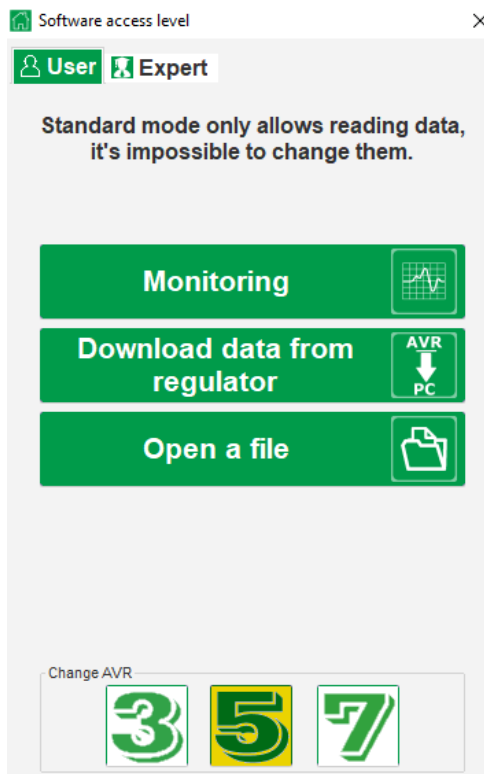 Software access level
User
Expert
Standard mode only allows reading data,
it's impossible to change them.
Monitoring
Download data from
regulator
AVR
PC
Open a file
Change AVR
3
5
7